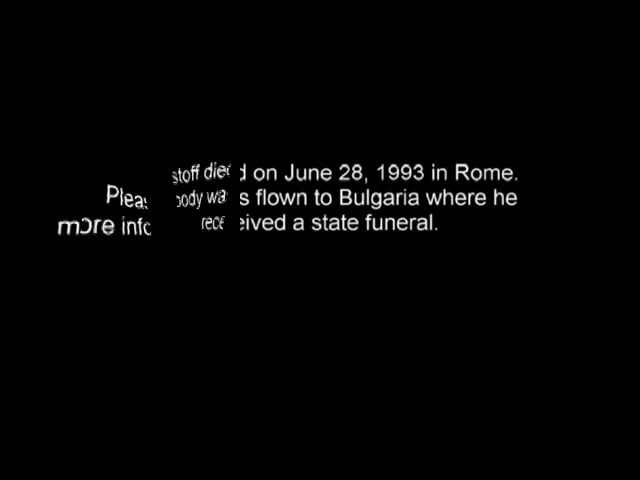 stoff died on June 28, 1993 in Rome.
body was flown to Bulgaria where he
received a state funeral.
Pleas
more info